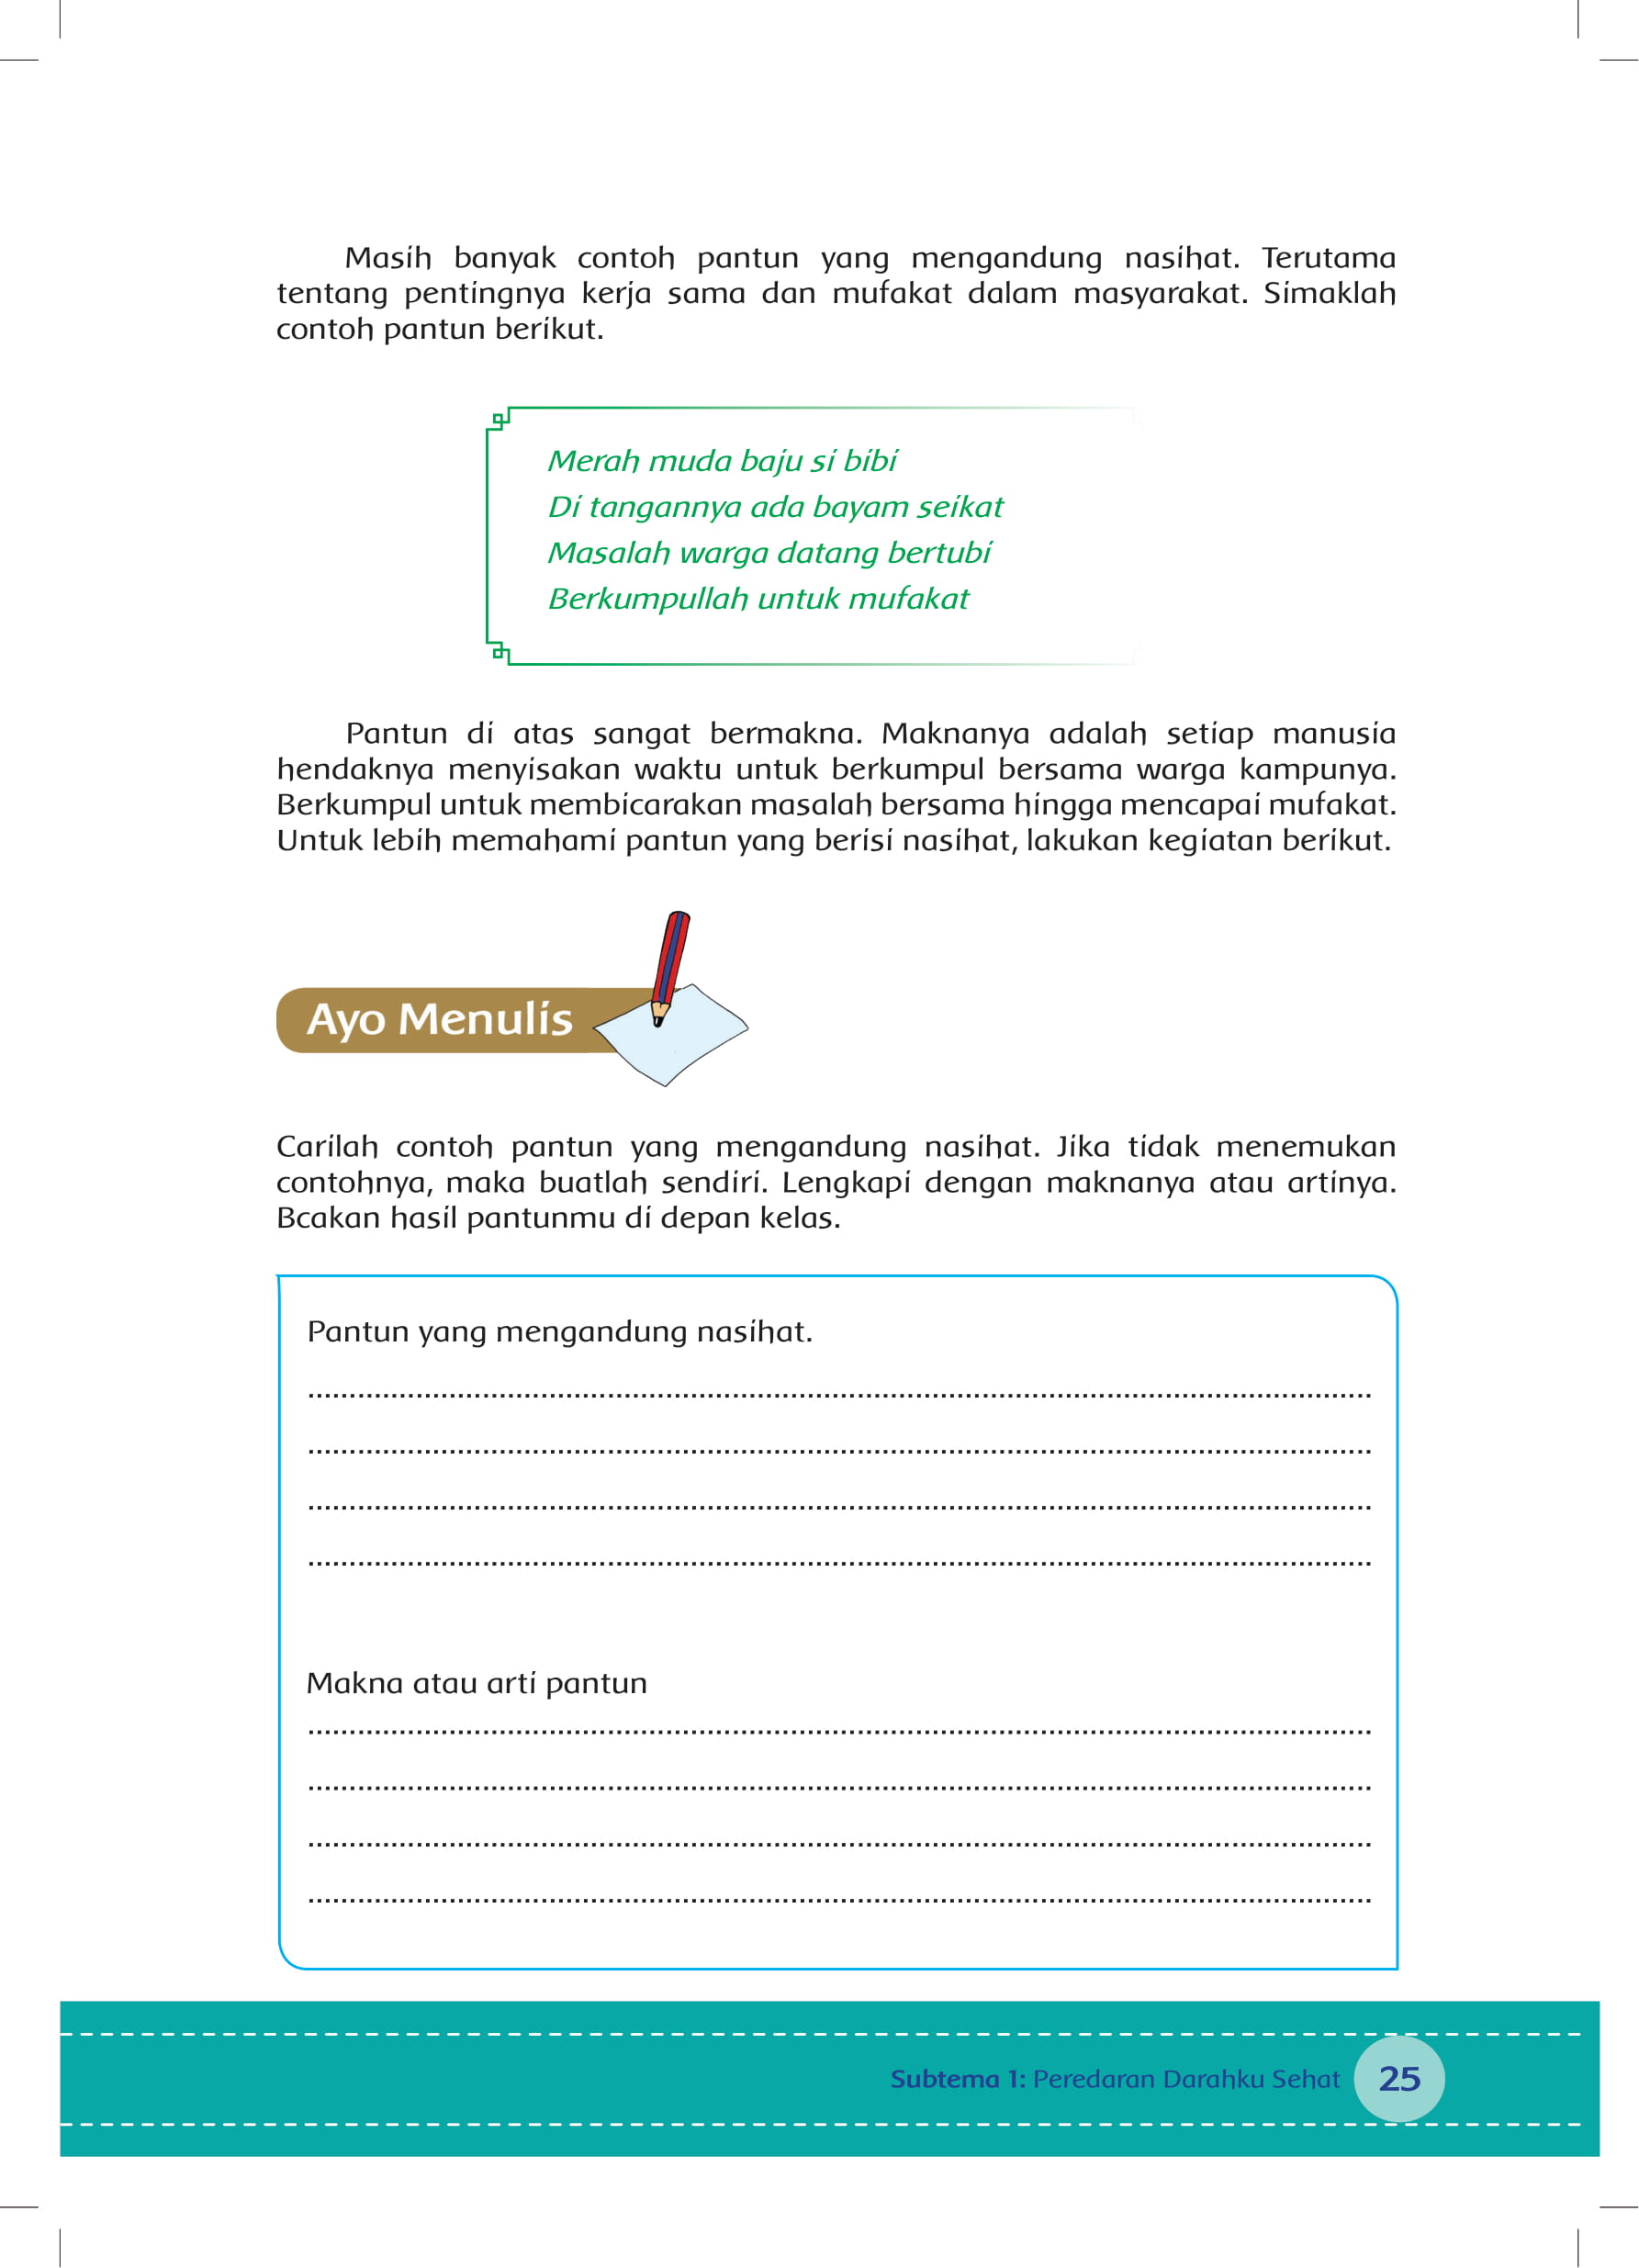 Masih banyak contoh pantun yang mengandung nasihat. Terutama
tentang pentingnya kerja sama dan mufakat dalam masyarakat. Simaklah
contoh pantun berikut.
Merah muda baju si bibi
Di tangannya ada bayam seikat
Masalah warga datang bertubi
Berkumpullah untuk mufakat
Pantun di atas sangat bermakna. Maknanya adalah setiap manusia
hendaknya menyisakan waktu untuk berkumpul bersama warga kampunya.
Berkumpul untuk membicarakan masalah bersama hingga mencapai mufakat.
Untuk lebih memahami pantun yang berisi nasihat, lakukan kegiatan berikut.
Ayo Menulis
Carilah contoh pantun yang mengandung nasihat. Jika tidak menemukan
contohnya, maka buatlah sendiri. Lengkapi dengan maknanya atau artinya.
Bcakan hasil pantunmu di depan kelas.
Pantun yang mengandung nasihat.
Makna atau arti pantun
Subtema 1: Peredaran Darahku Sehat 25